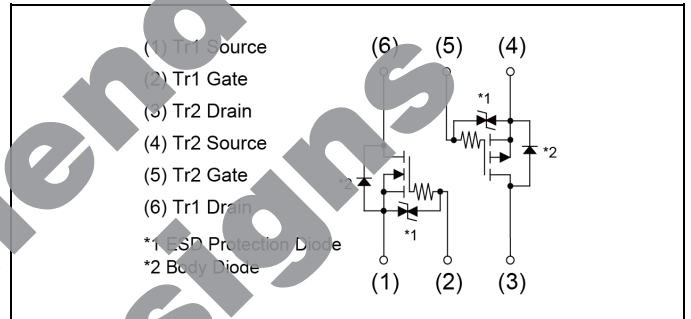 (1) Tr1 Source
(2) Tr1 Gate
(3) Tr2 Drain
(4) Tr2 Source
(5) Tr2 Gate
(6) Tr1 Drain
*1 ESD Protection Diode
*2 Body Diode
(6) (5) (4)
*1
*2
*2
*1
(1) (2) (3)